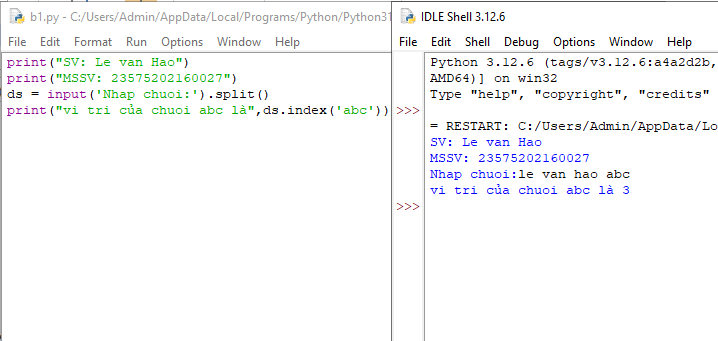 b1.py - C:/Users/Admin/AppData/Local/Programs/Python/Python31
File Edit Format Run Options Window Help
print("SV: Le van Hao")
print("MSSV: 23575202160027")
ds = input('Nhap chuoi:').split()
print("vi tri của chuoi abc là",ds.index('abc'))
IDLE Shell 3.12.6
File Edit Shell Debug Options Window Help
Python 3.12.6 (tags/v3.12.6:a4a2d2b,
AMD64)] on win32
Type "help", "copyright", "credits"
>>>
= RESTART: C:/Users/Admin/AppData/Lo
SV: Le van Hao
MSSV: 23575202160027
Nhap chuoi:le van hao abc
vi tri của chuoi abc là 3
>>>